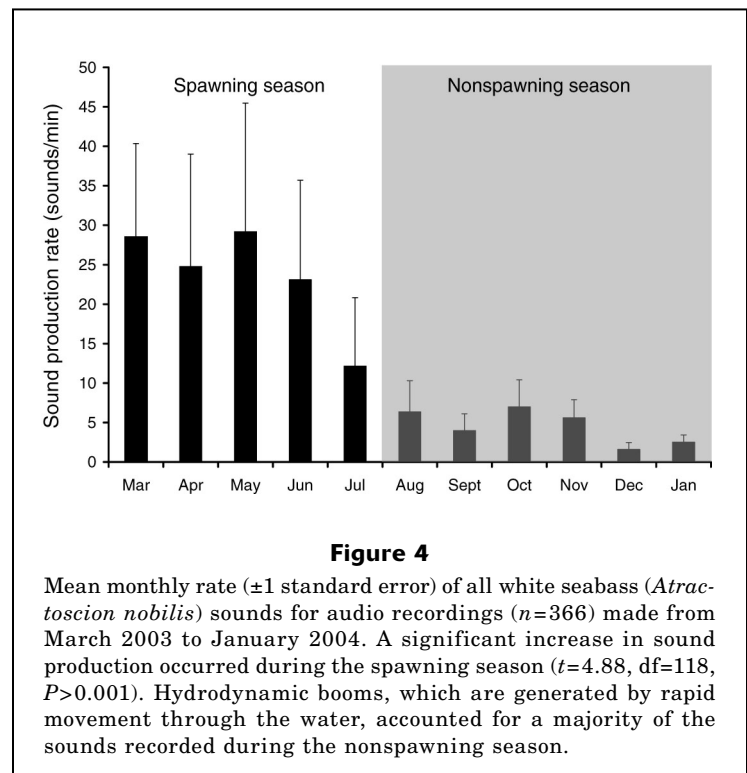 50
Spawning season
Nonspawning season
45
40
35
30
25
20
15
10
5
0
Sound production rate (sounds/min)
Mar Apr May Jun Jul Aug Sept Oct Nov Dec Jan
Figure 4
Mean monthly rate (±1 standard error) of all white seabass (Atrac-
toscion nobilis) sounds for audio recordings (n=366) made from
March 2003 to January 2004. A significant increase in sound
production occurred during the spawning season (t=4.88, df=118,
P>0.001). Hydrodynamic booms, which are generated by rapid
movement through the water, accounted for a majority of the
sounds recorded during the nonspawning season.